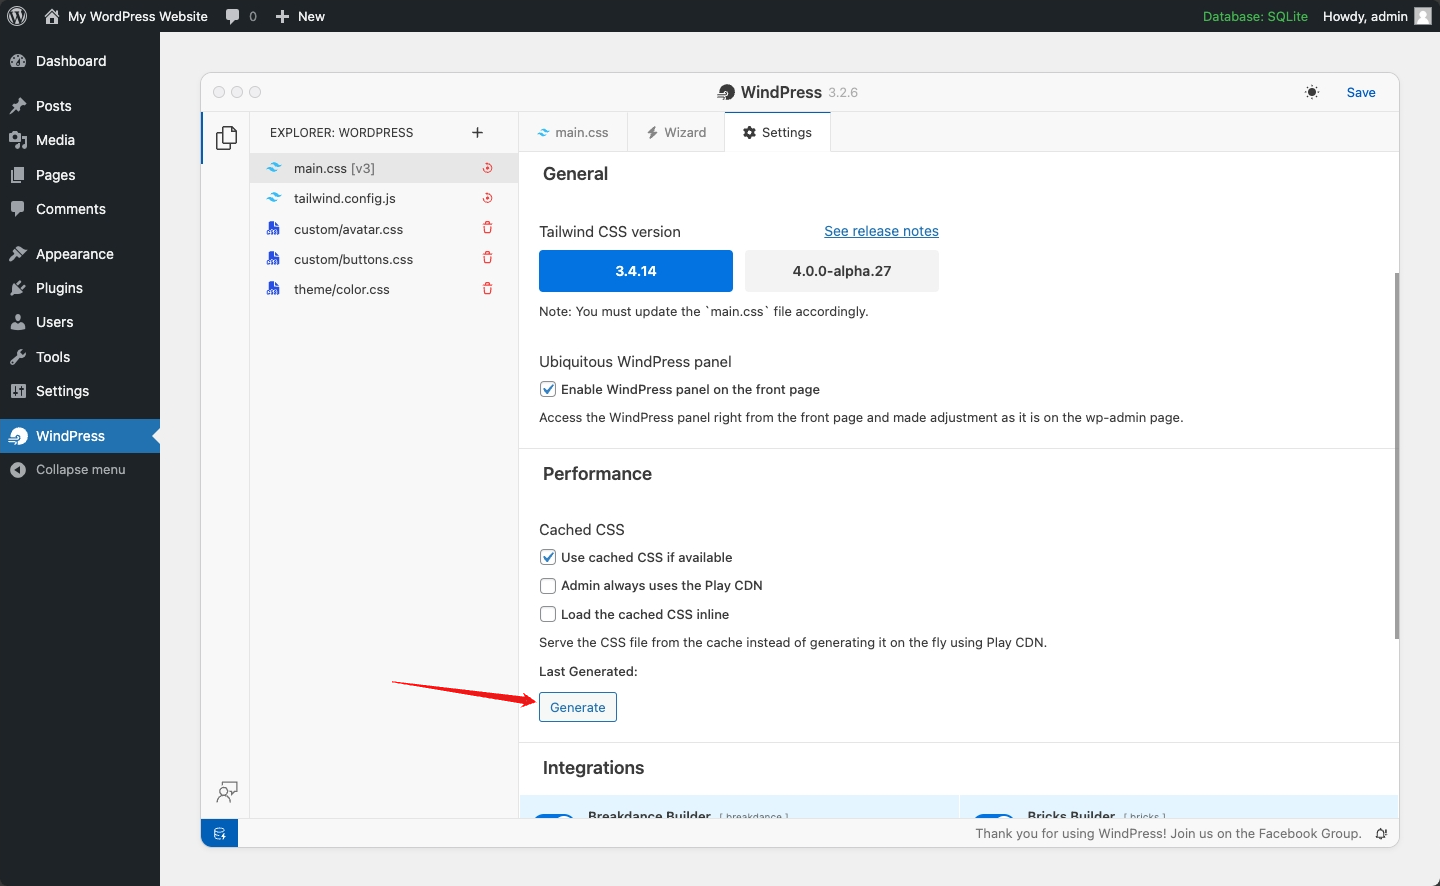 My WordPress Website 0 New Database: SQLite Howdy, admin
Dashboard
Posts
Media
Pages
Comments
Appearance
Plugins
Users
Tools
Settings
WindPress
Collapse menu
WindPress 3.2.6 Save
EXPLORER: WORDPRESS
main.css [v3]
tailwind.config.js
custom/avatar.css
custom/buttons.css
theme/color.css
main.css Wizard Settings
General
Tailwind CSS version See release notes
3.4.14 4.0.0-alpha.27
Note: You must update the `main.css` file accordingly.
Ubiquitous WindPress panel
Enable WindPress panel on the front page
Access the WindPress panel right from the front page and made adjustment as it is on the wp-admin page.
Performance
Cached CSS
Use cached CSS if available
Admin always uses the Play CDN
Load the cached CSS inline
Serve the CSS file from the cache instead of generating it on the fly using Play CDN.
Last Generated:
Generate
Integrations
Breakdance Builder [ breakdance ] Bricks Builder [ bricks ]
Thank you for using WindPress! Join us on the Facebook Group.